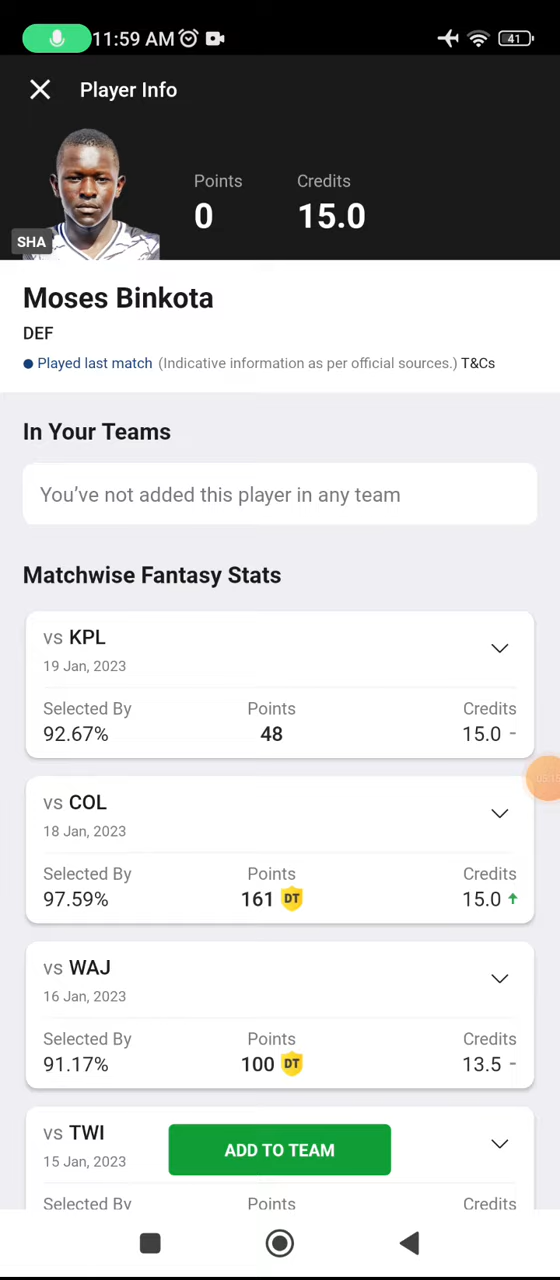 11:59 AM
41
Player Info
Points
Credits
0
15.0
SHA
Moses Binkota
DEF
Played last match (Indicative information as per official sources.) T&Cs
In Your Teams
You've not added this player in any team
Matchwise Fantasy Stats
vs KPL
19 Jan, 2023
Selected By Points Credits
92.67% 48 15.0 -
vs COL
18 Jan, 2023
Selected By Points Credits
97.59% 161 DT 15.0
vs WAJ
16 Jan, 2023
Selected By Points Credits
91.17% 100 DT 13.5 -
vs TWI
15 Jan, 2023
ADD TO TEAM
Selected By Points Credits